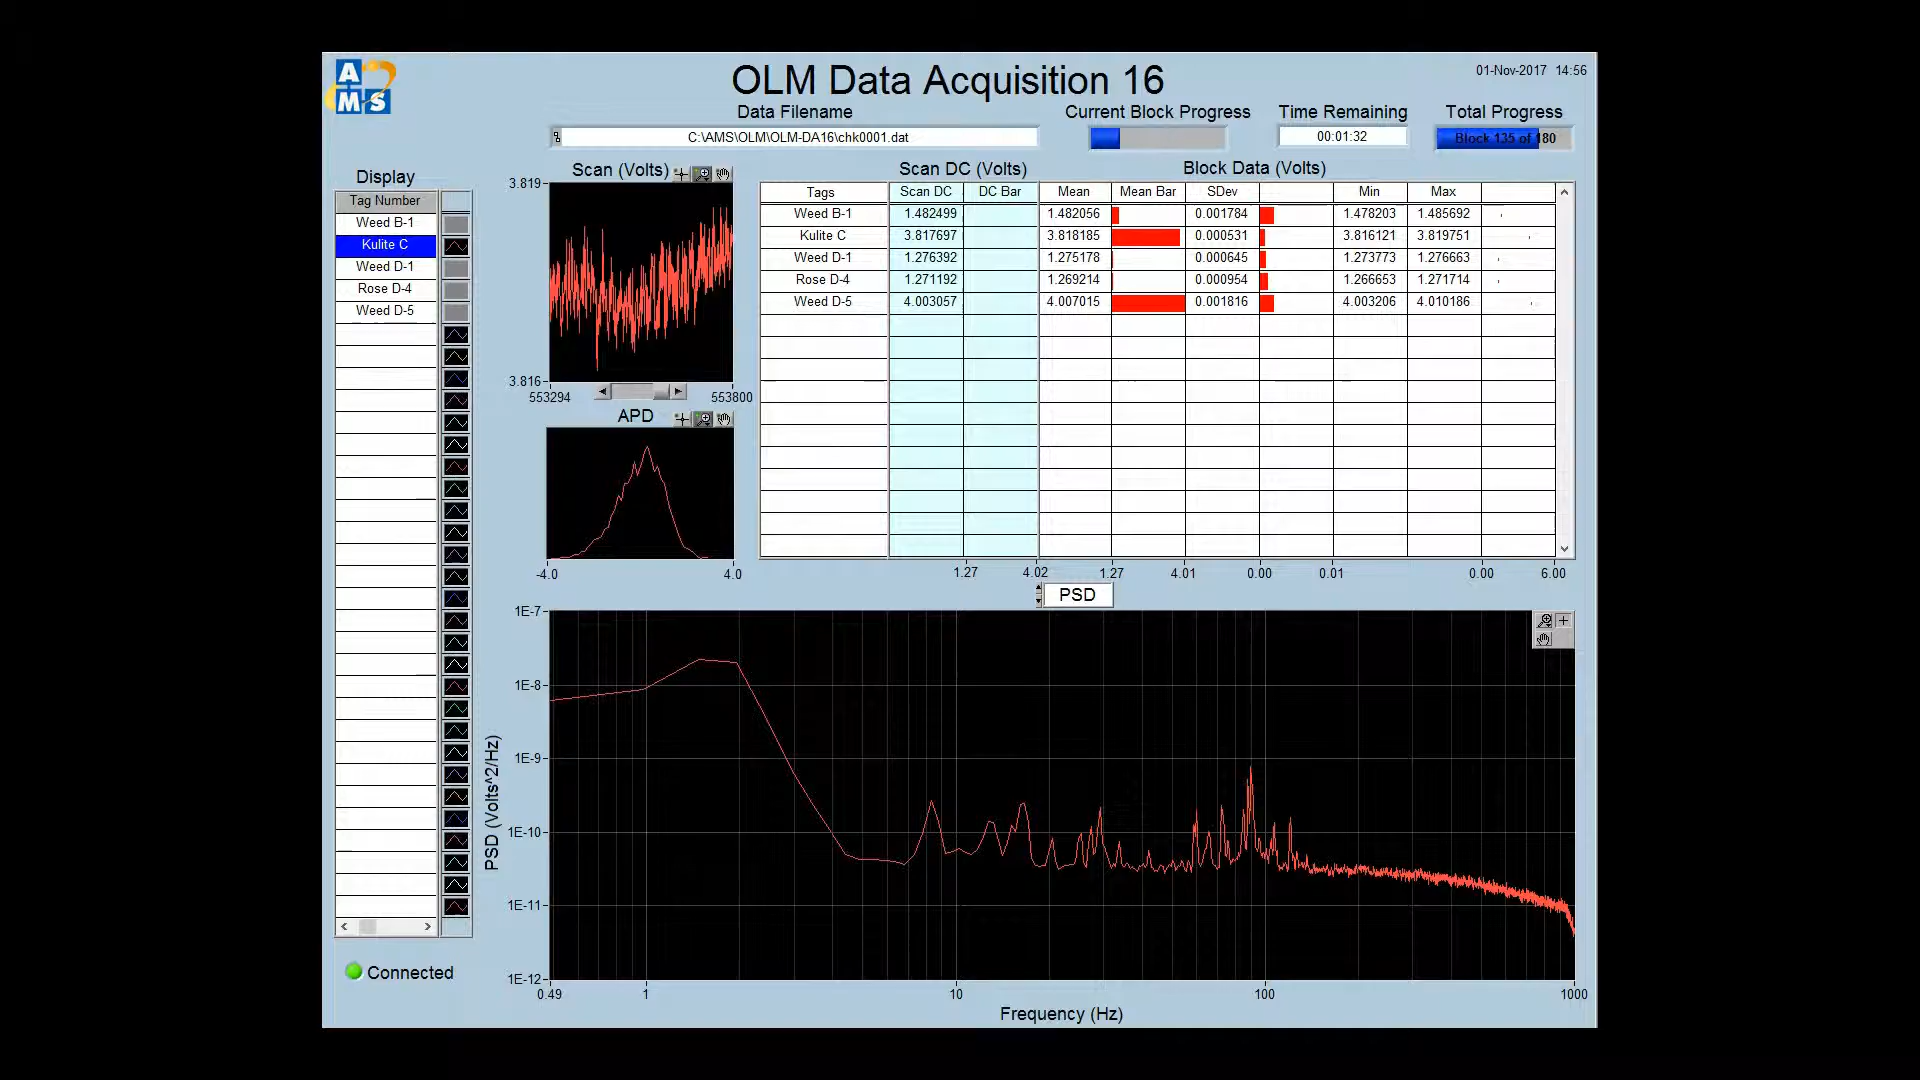 AMS
OLM Data Acquisition 16
01-Nov-2017 14:56
Data Filename
Current Block Progress
Time Remaining
Total Progress
C:\AMS\OLM\OLM-DA16\chk0001.dat
00:01:32
Block 135 of 180
Display
Scan (Volts)
Scan DC (Volts)
Block Data (Volts)
Tag Number
Weed B-1
Kulite C
Weed D-1
Rose D-4
Weed D-5
3.819
3.816
553294
553800
APD
-4.0
4.0
Tags Scan DC DC Bar Mean Mean Bar SDev Min Max
Weed B-1 1.482499 1.482056 0.001784 1.478203 1.485692
Kulite C 3.817697 3.818185 0.000531 3.816121 3.819751
Weed D-1 1.276392 1.275178 0.000645 1.273773 1.276663
Rose D-4 1.271192 1.269214 0.000954 1.266653 1.271714
Weed D-5 4.003057 4.007015 0.001816 4.003206 4.010186
1.27 4.02 1.27 4.01 0.00 0.01 0.00 6.00
PSD
1E-7
1E-8
1E-9
1E-10
1E-11
1E-12
PSD (Volts^2/Hz)
0.49 1 10 100 1000
Frequency (Hz)
Connected